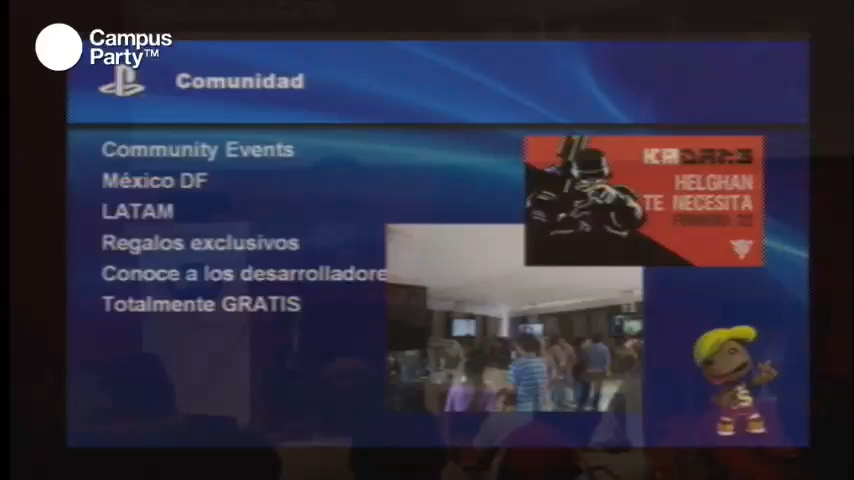 Campus
Party™
Comunidad
Community Events
México DF
LATAM
Regalos exclusivos
Conoce a los desarrolladore
Totalmente GRATIS
HELGHAN
TE NECESITA